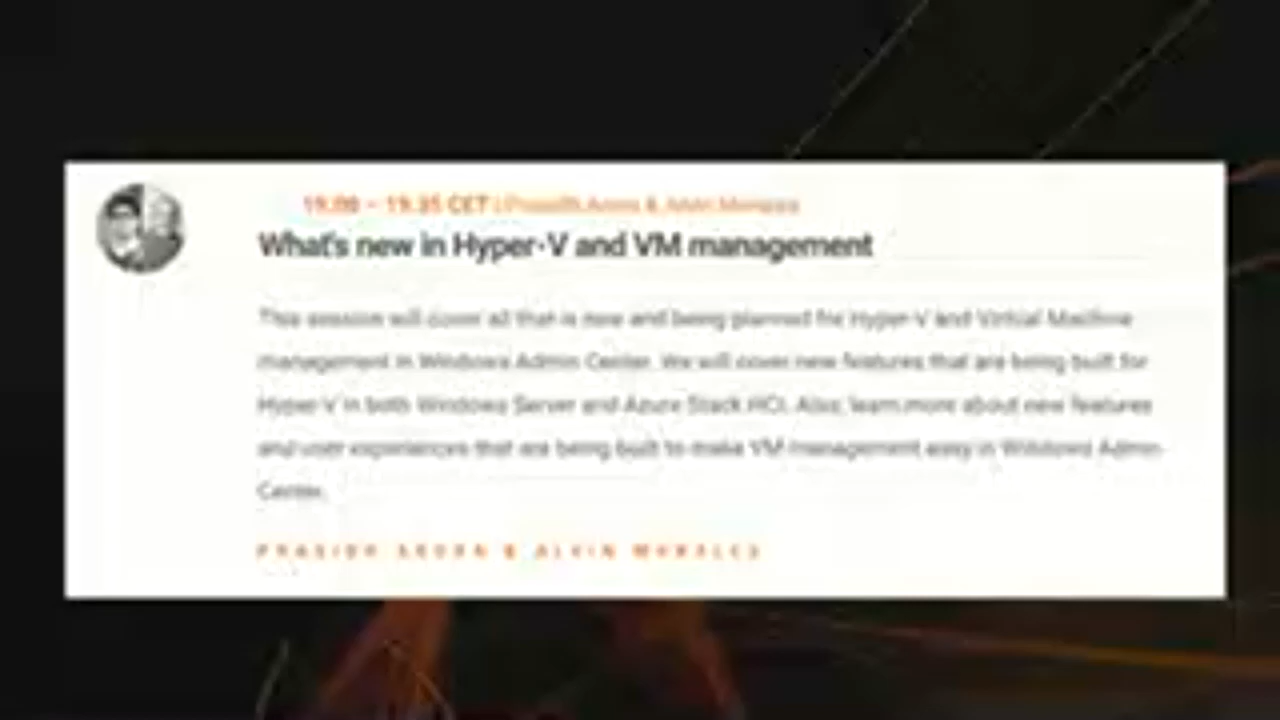 19.00 – 19.35 CET | Prasidh Arora & Alvin Morales
What's new in Hyper-V and VM management
This session will cover all that is new and being planned for Hyper-V and Virtual Machine
management in Windows Admin Center. We will cover new features that are being built for
Hyper-V in both Windows Server and Azure Stack HCI. Also, learn more about new features
and user experiences that are being built to make VM management easy in Windows Admin
Center.
PRASIDH ARORA & ALVIN MORALES